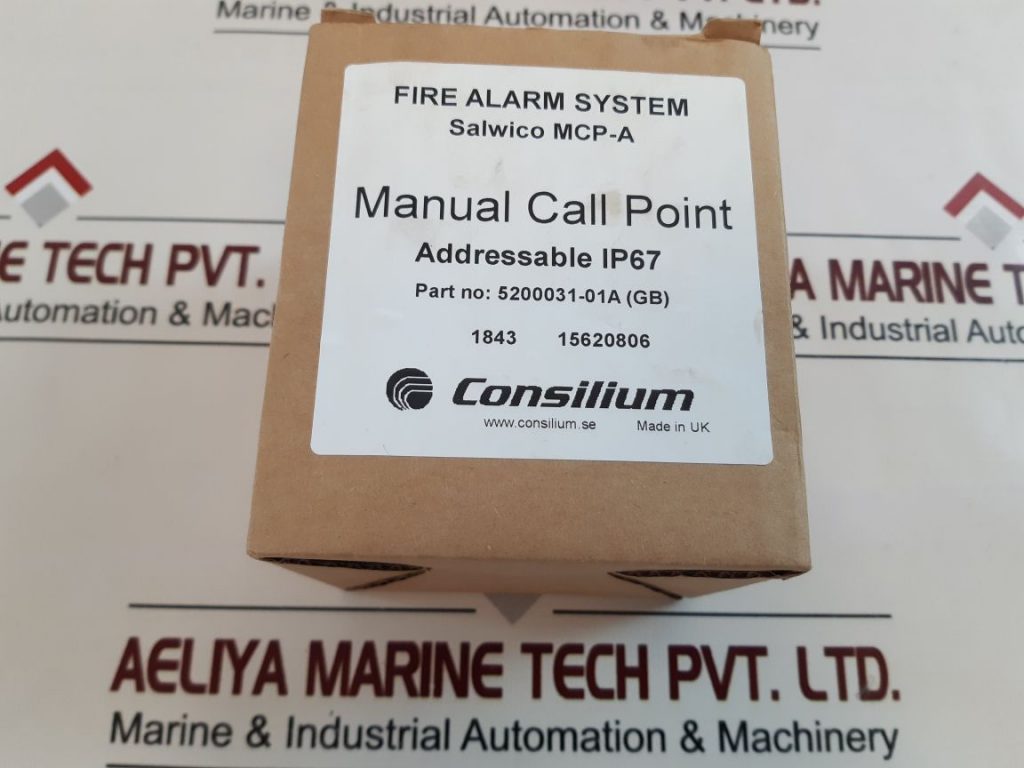 Marine & Industrial Automation & Machinery
FIRE ALARM SYSTEM
Salwico MCP-A
Manual Call Point
Addressable IP67
Part no: 5200031-01A (GB)
1843 15620806
Consilium
www.consilium.se Made in UK
E TECH PVT.
utomation & Mac
A MARINE T
& Industrial Auto
AELIYA MARINE TECH PVT. LTD.
Marine & Industrial Automation & Machinery